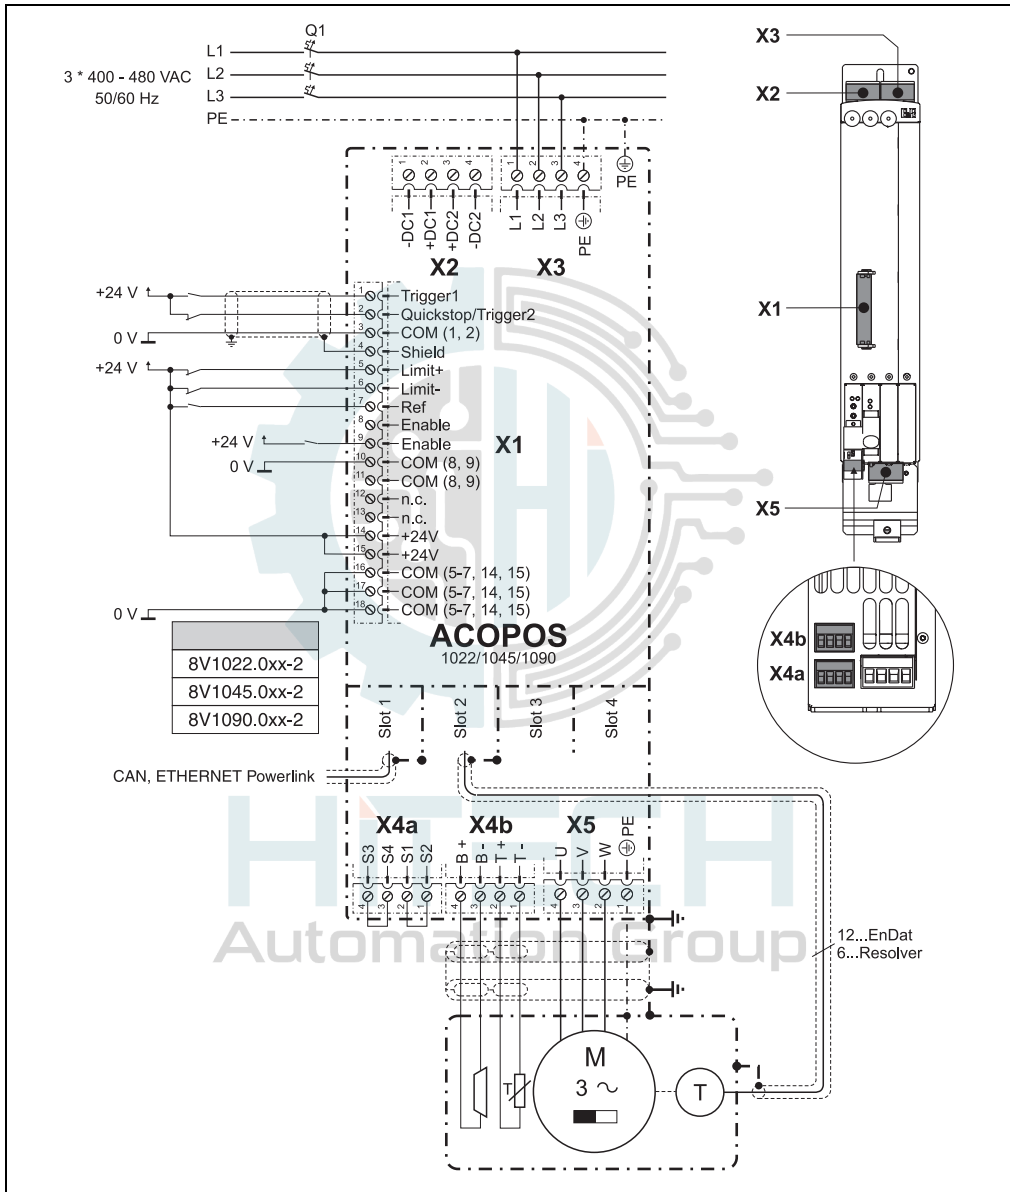 Q1
L1
3 * 400 - 480 VAC
L2
50/60 Hz
L3
PE
X3
X2
X1
X5
X4b
X4a
1 2 3 4
1 2 3 4
PE
-DC1
+DC1
+DC2
-DC2
L1
L2
L3
PE
X2
X3
+24 V
0 V
+24 V
+24 V
0 V
0 V
1 Trigger1
2 Quickstop/Trigger2
3 COM (1, 2)
4 Shield
5 Limit+
6 Limit-
7 Ref
8 Enable
9 Enable
10 COM (8, 9)
11 COM (8, 9)
12 n.c.
13 n.c.
14 +24V
15 +24V
16 COM (5-7, 14, 15)
17 COM (5-7, 14, 15)
18 COM (5-7, 14, 15)
X1
ACOPOS
1022/1045/1090
8V1022.0xx-2
8V1045.0xx-2
8V1090.0xx-2
Slot 1
Slot 2
Slot 3
Slot 4
CAN, ETHERNET Powerlink
HiTECH
Automation Group
X4a
X4b
X5
S3
S4
S1
S2
B +
B -
T +
T -
U
V
W
PE
4 3 2 1
4 3 2 1
4 3 2 1
12...EnDat
6...Resolver
T
M
3 ~
T